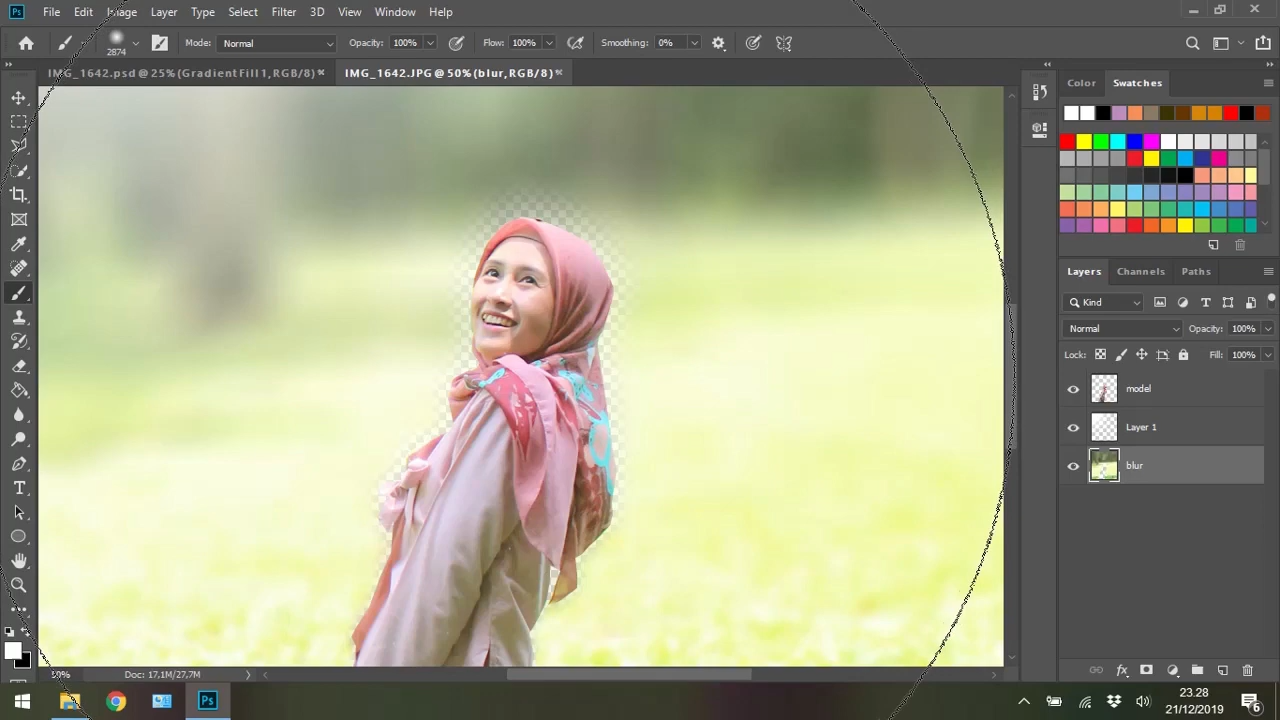 Ps File Edit Image Layer Type Select Filter 3D View Window Help
2874 Mode: Normal Opacity: 100% Flow: 100% Smoothing: 0%
IMG_1642.psd @ 25% (Gradient Fill 1, RGB/8) * IMG_1642.JPG @ 50% (blur, RGB/8) *
Color Swatches
Layers Channels Paths
Kind
Normal Opacity: 100%
Lock: Fill: 100%
model
Layer 1
blur
Doc: 17,1M/27,7M
Ps
23.28
21/12/2019
6